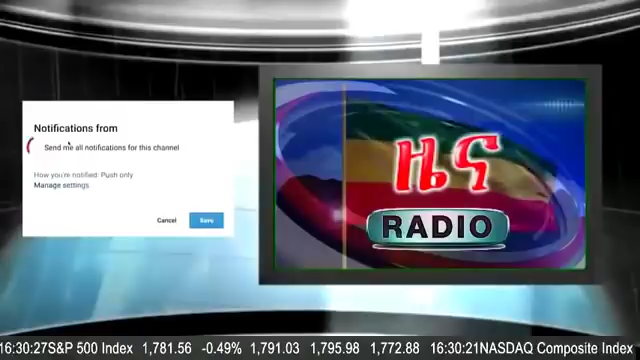 Notifications from
Send me all notifications for this channel
How you're notified: Push only
Manage settings
Cancel
Save
ዜና
RADIO
16:30:27S&P 500 Index 1,781.56 -0.49% 1,791.03 1,795.98 1,772.88 16:30:21NASDAQ Composite Index